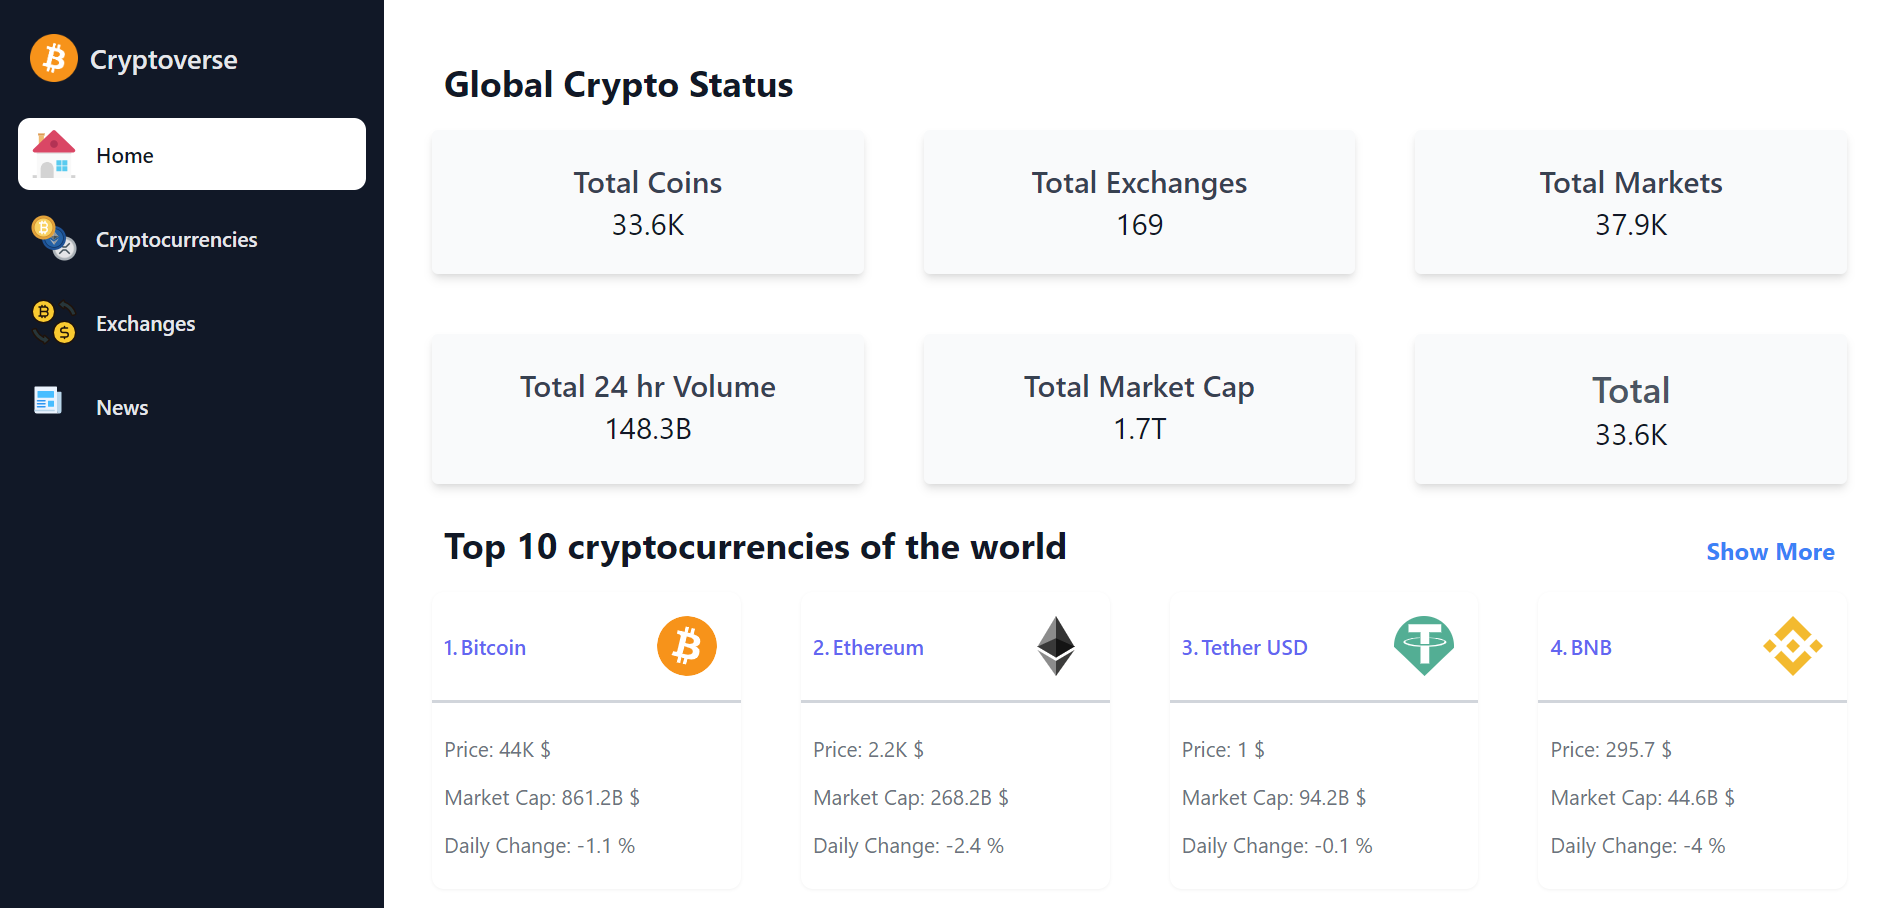 Cryptoverse
Home
Cryptocurrencies
Exchanges
News
Global Crypto Status
Total Coins
33.6K
Total Exchanges
169
Total Markets
37.9K
Total 24 hr Volume
148.3B
Total Market Cap
1.7T
Total
33.6K
Top 10 cryptocurrencies of the world
Show More
1. Bitcoin
Price: 44K $
Market Cap: 861.2B $
Daily Change: -1.1 %
2. Ethereum
Price: 2.2K $
Market Cap: 268.2B $
Daily Change: -2.4 %
3. Tether USD
Price: 1 $
Market Cap: 94.2B $
Daily Change: -0.1 %
4. BNB
Price: 295.7 $
Market Cap: 44.6B $
Daily Change: -4 %